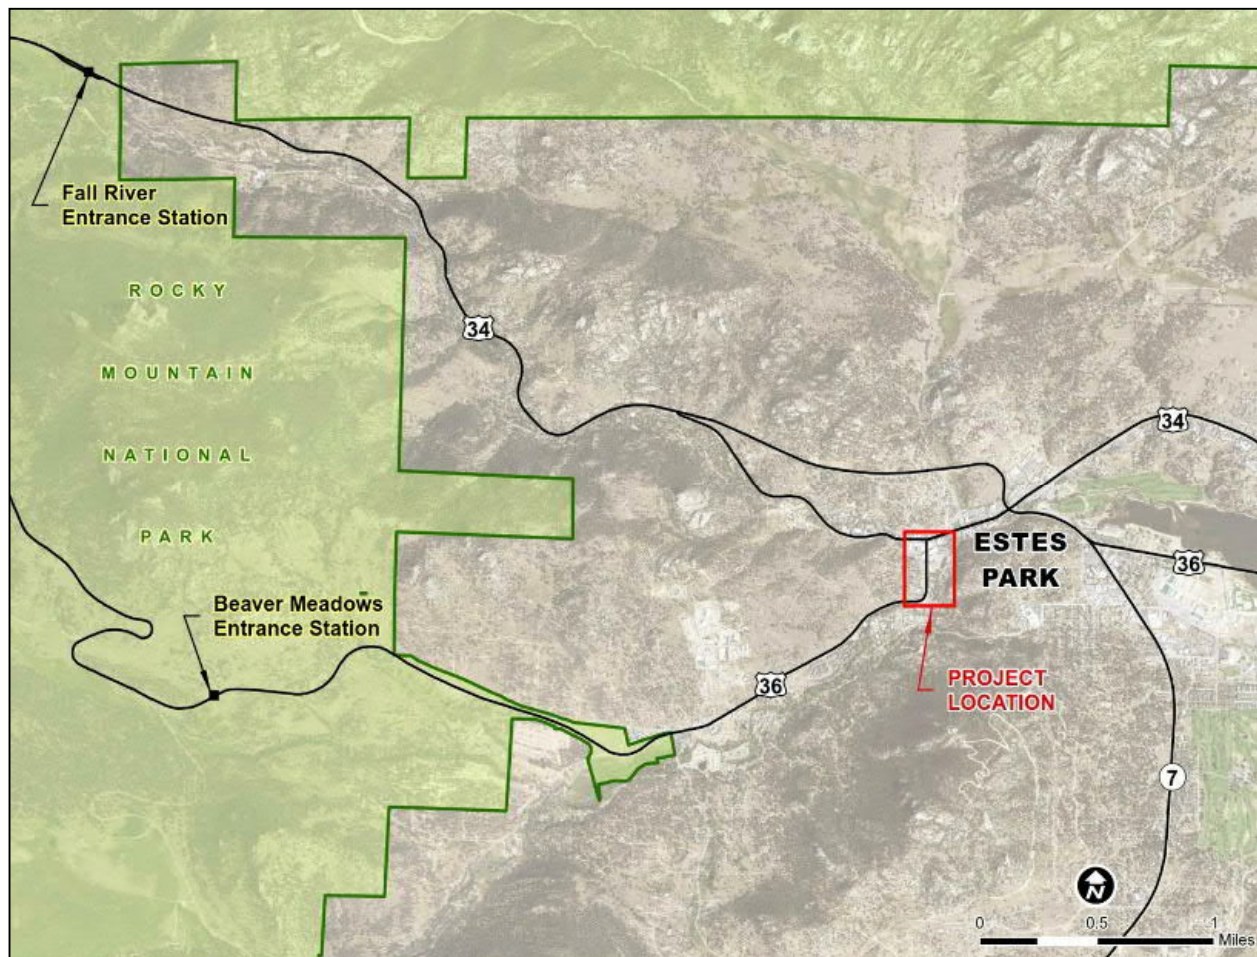 Fall River
Entrance Station
ROCKY
MOUNTAIN
NATIONAL
PARK
34
34
Beaver Meadows
Entrance Station
ESTES
PARK
36
36
PROJECT
LOCATION
7
N
0 0.5 1
Miles